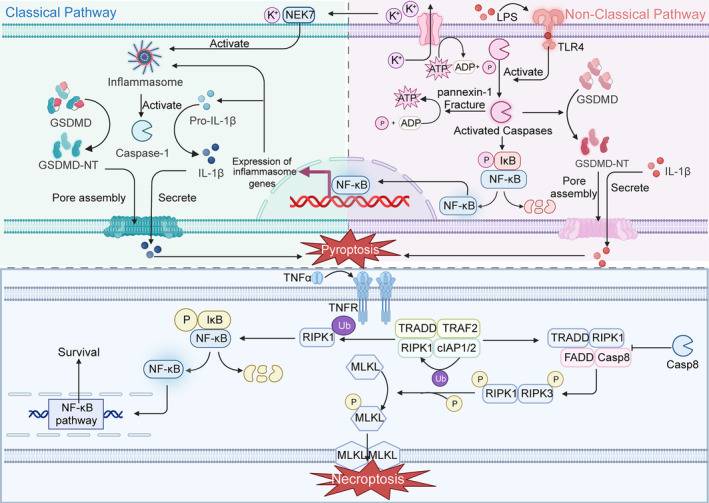 Classical Pathway
K⁺
NEK7
K⁺
K⁺
LPS
Non-Classical Pathway
TLR4
Activate
Inflammasome
K⁺
ATP
ADP+
P
Activate
pannexin-1
Fracture
ATP
P
+
ADP
Activated Caspases
GSDMD
GSDMD
Activate
Pro-IL-1β
Caspase-1
GSDMD-NT
IL-1β
Expression of
inflammasome
genes
NF-κB
P
IκB
NF-κB
NF-κB
GSDMD-NT
IL-1β
Pore assembly
Secrete
Pore
assembly
Secrete
Pyroptosis
TNFα
TNFR
Ub
RIPK1
P
IκB
NF-κB
NF-κB
TRADD
TRAF2
RIPK1
cIAP1/2
Ub
TRADD
RIPK1
FADD
Casp8
Casp8
Survival
NF-κB
pathway
MLKL
P
MLKL
P
P
P
RIPK1
RIPK3
MLKL
MLKL
Necroptosis